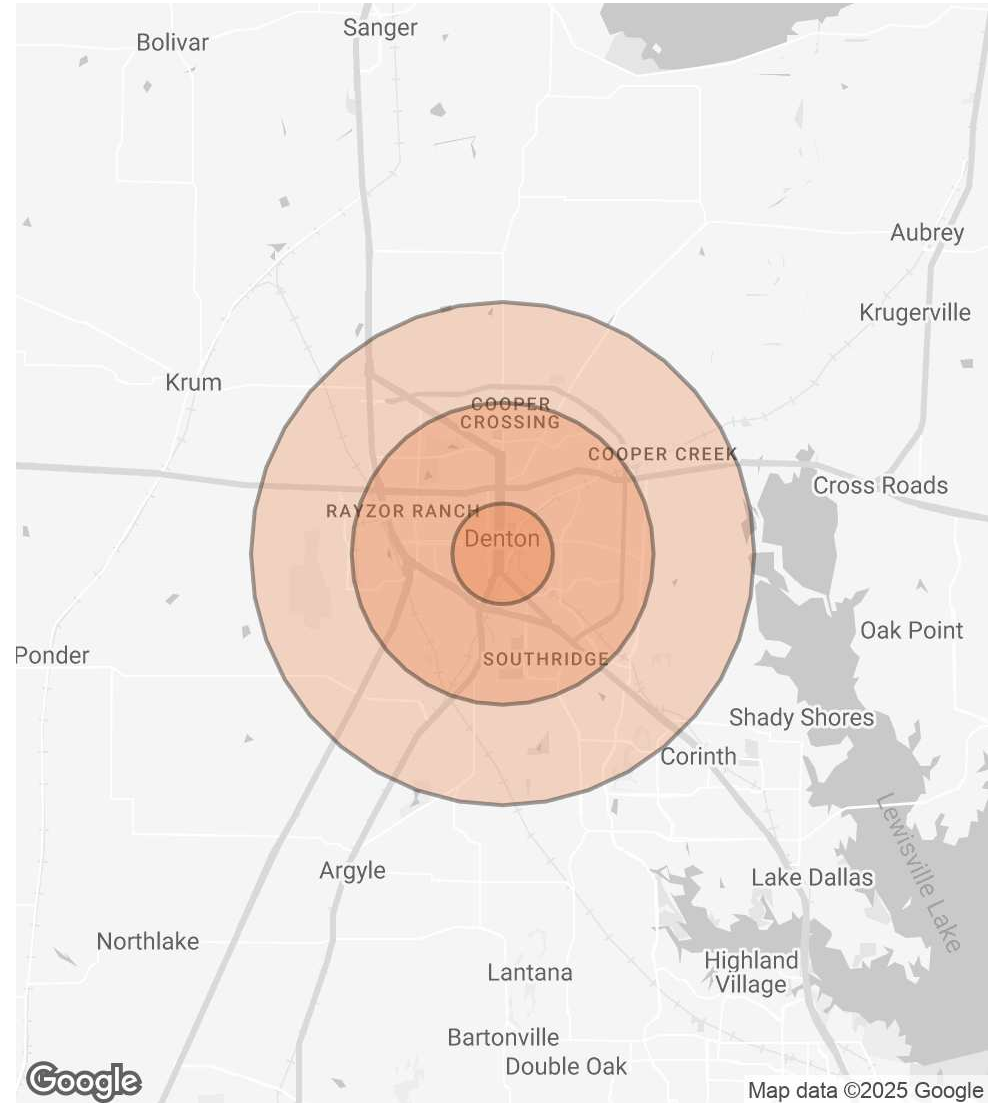 Sanger
Bolivar
Aubrey
Krugerville
Krum
COOPER
CROSSING
COOPER CREEK
Cross Roads
RAYZOR RANCH
Denton
Oak Point
Ponder
SOUTHRIDGE
Shady Shores
Corinth
Lewisville Lake
Argyle
Lake Dallas
Northlake
Highland
Village
Lantana
Bartonville
Double Oak
Google
Map data ©2025 Google